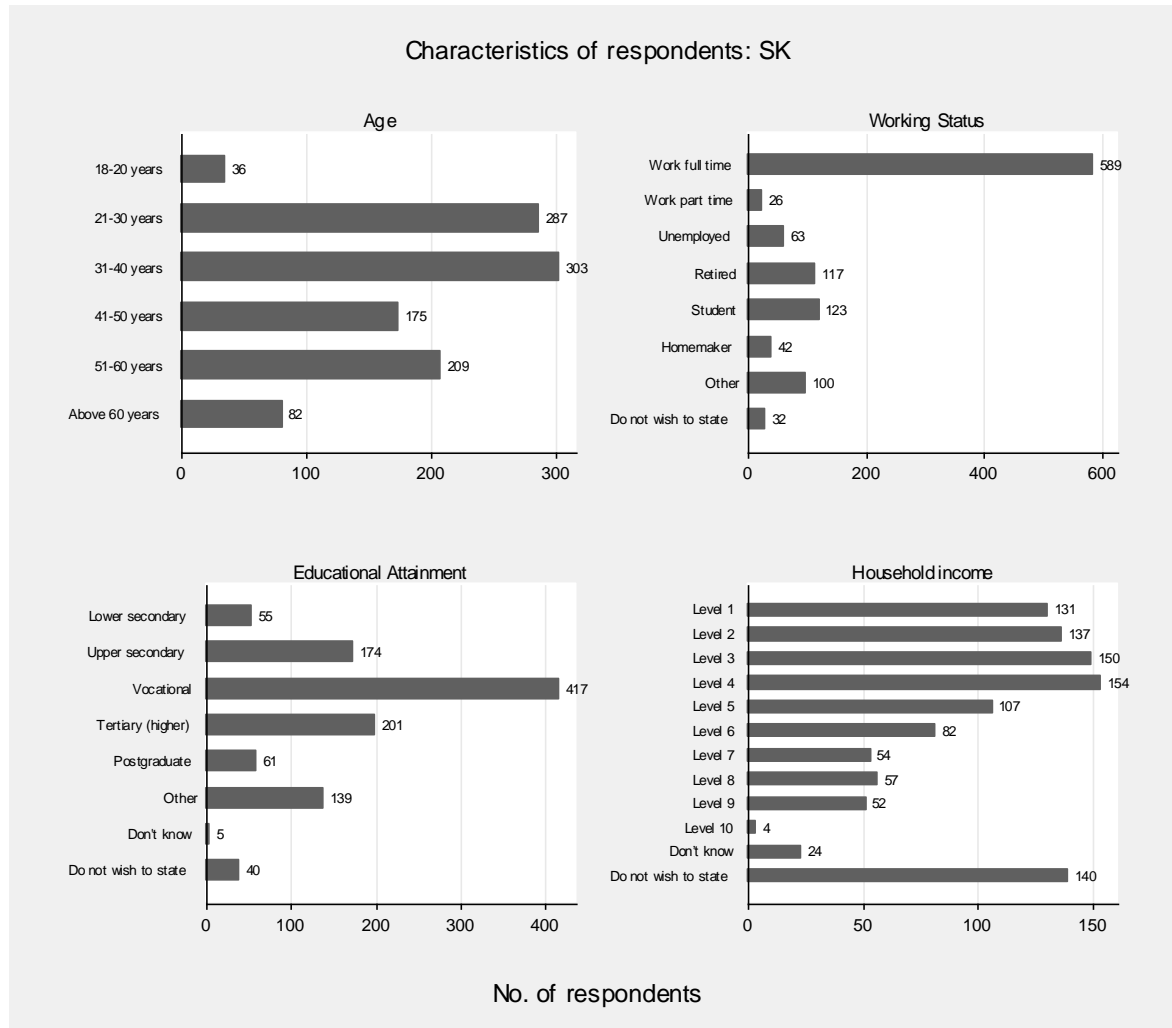 Characteristics of respondents: SK
Age
18-20 years 36
21-30 years 287
31-40 years 303
41-50 years 175
51-60 years 209
Above 60 years 82
0 100 200 300
Working Status
Work full time 589
Work part time 26
Unemployed 63
Retired 117
Student 123
Homemaker 42
Other 100
Do not wish to state 32
0 200 400 600
Educational Attainment
Lower secondary 55
Upper secondary 174
Vocational 417
Tertiary (higher) 201
Postgraduate 61
Other 139
Don't know 5
Do not wish to state 40
0 100 200 300 400
Household income
Level 1 131
Level 2 137
Level 3 150
Level 4 154
Level 5 107
Level 6 82
Level 7 54
Level 8 57
Level 9 52
Level 10 4
Don't know 24
Do not wish to state 140
0 50 100 150
No. of respondents